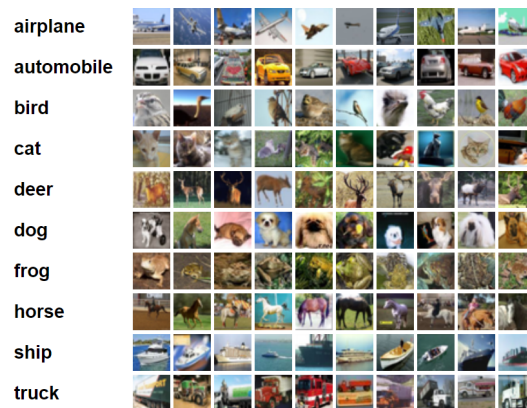 airplane
automobile
bird
cat
deer
dog
frog
horse
ship
truck